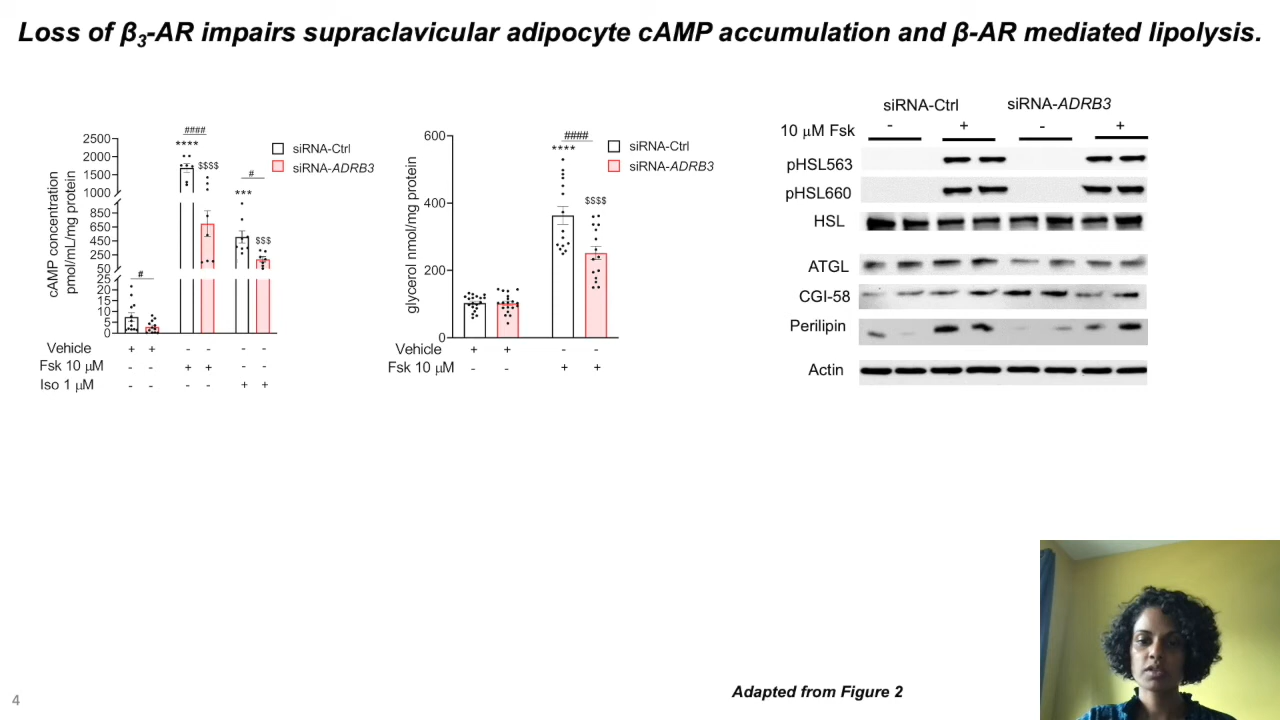 Loss of β3-AR impairs supraclavicular adipocyte cAMP accumulation and β-AR mediated lipolysis.
cAMP concentration
pmol/mL/mg protein
2500
2000
1500
1000
850
650
450
250
50
25
20
15
10
5
0
####
****
$$$$
#
***
$$$
#
siRNA-Ctrl
siRNA-ADRB3
Vehicle + + - - - -
Fsk 10 μM - - + + - -
Iso 1 μM - - - - + +
glycerol nmol/mg protein
600
400
200
0
####
****
$$$$
siRNA-Ctrl
siRNA-ADRB3
Vehicle + + - -
Fsk 10 μM - - + +
siRNA-Ctrl siRNA-ADRB3
10 μM Fsk - + - +
pHSL563
pHSL660
HSL
ATGL
CGI-58
Perilipin
Actin
Adapted from Figure 2
4